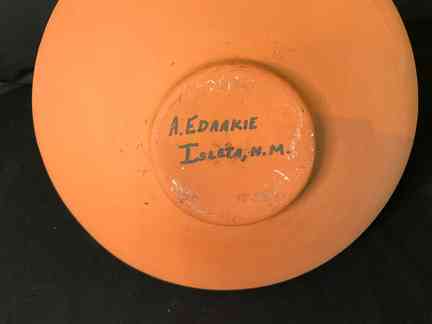 A. EDAAKIE
ISLETA, N.M.